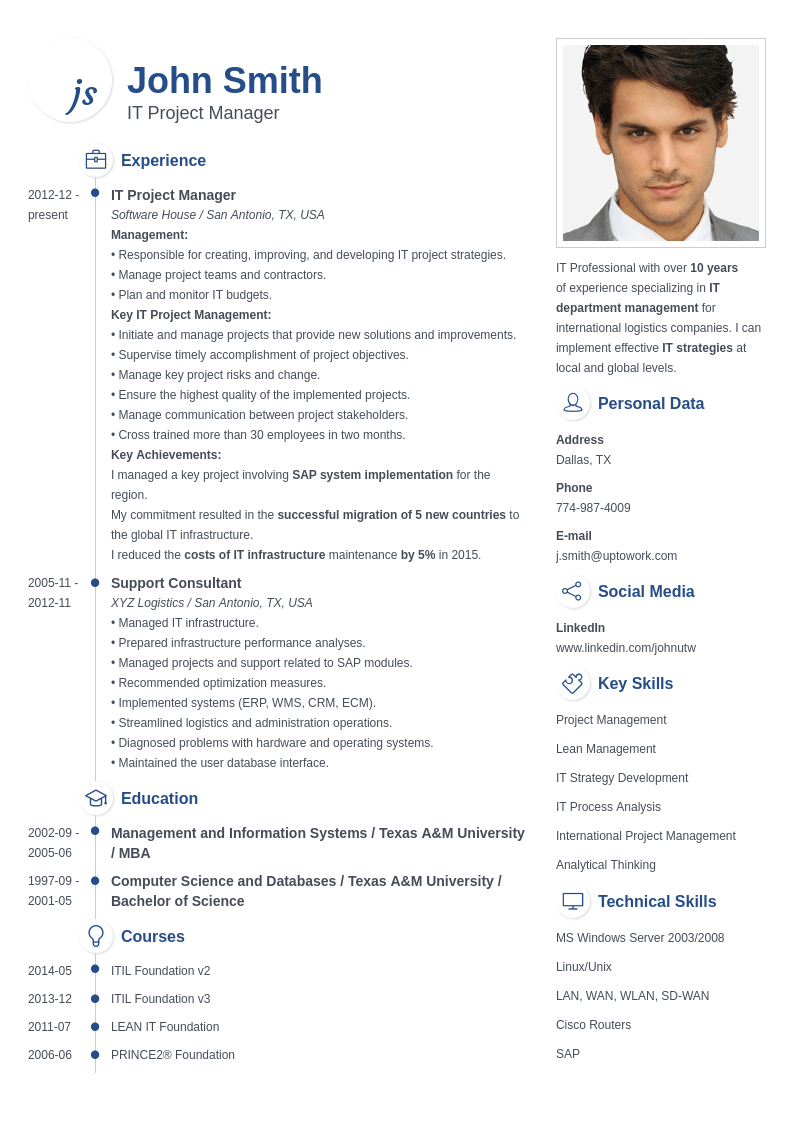 js
John Smith
IT Project Manager
Experience
2012-12 -
present
IT Project Manager
Software House / San Antonio, TX, USA
Management:
• Responsible for creating, improving, and developing IT project strategies.
• Manage project teams and contractors.
• Plan and monitor IT budgets.
Key IT Project Management:
• Initiate and manage projects that provide new solutions and improvements.
• Supervise timely accomplishment of project objectives.
• Manage key project risks and change.
• Ensure the highest quality of the implemented projects.
• Manage communication between project stakeholders.
• Cross trained more than 30 employees in two months.
Key Achievements:
I managed a key project involving SAP system implementation for the
region.
My commitment resulted in the successful migration of 5 new countries to
the global IT infrastructure.
I reduced the costs of IT infrastructure maintenance by 5% in 2015.
2005-11 -
2012-11
Support Consultant
XYZ Logistics / San Antonio, TX, USA
• Managed IT infrastructure.
• Prepared infrastructure performance analyses.
• Managed projects and support related to SAP modules.
• Recommended optimization measures.
• Implemented systems (ERP, WMS, CRM, ECM).
• Streamlined logistics and administration operations.
• Diagnosed problems with hardware and operating systems.
• Maintained the user database interface.
Education
2002-09 -
2005-06
Management and Information Systems / Texas A&M University
/ MBA
1997-09 -
2001-05
Computer Science and Databases / Texas A&M University /
Bachelor of Science
Courses
2014-05 ITIL Foundation v2
2013-12 ITIL Foundation v3
2011-07 LEAN IT Foundation
2006-06 PRINCE2® Foundation
IT Professional with over 10 years
of experience specializing in IT
department management for
international logistics companies. I can
implement effective IT strategies at
local and global levels.
Personal Data
Address
Dallas, TX
Phone
774-987-4009
E-mail
j.smith@uptowork.com
Social Media
LinkedIn
www.linkedin.com/johnutw
Key Skills
Project Management
Lean Management
IT Strategy Development
IT Process Analysis
International Project Management
Analytical Thinking
Technical Skills
MS Windows Server 2003/2008
Linux/Unix
LAN, WAN, WLAN, SD-WAN
Cisco Routers
SAP